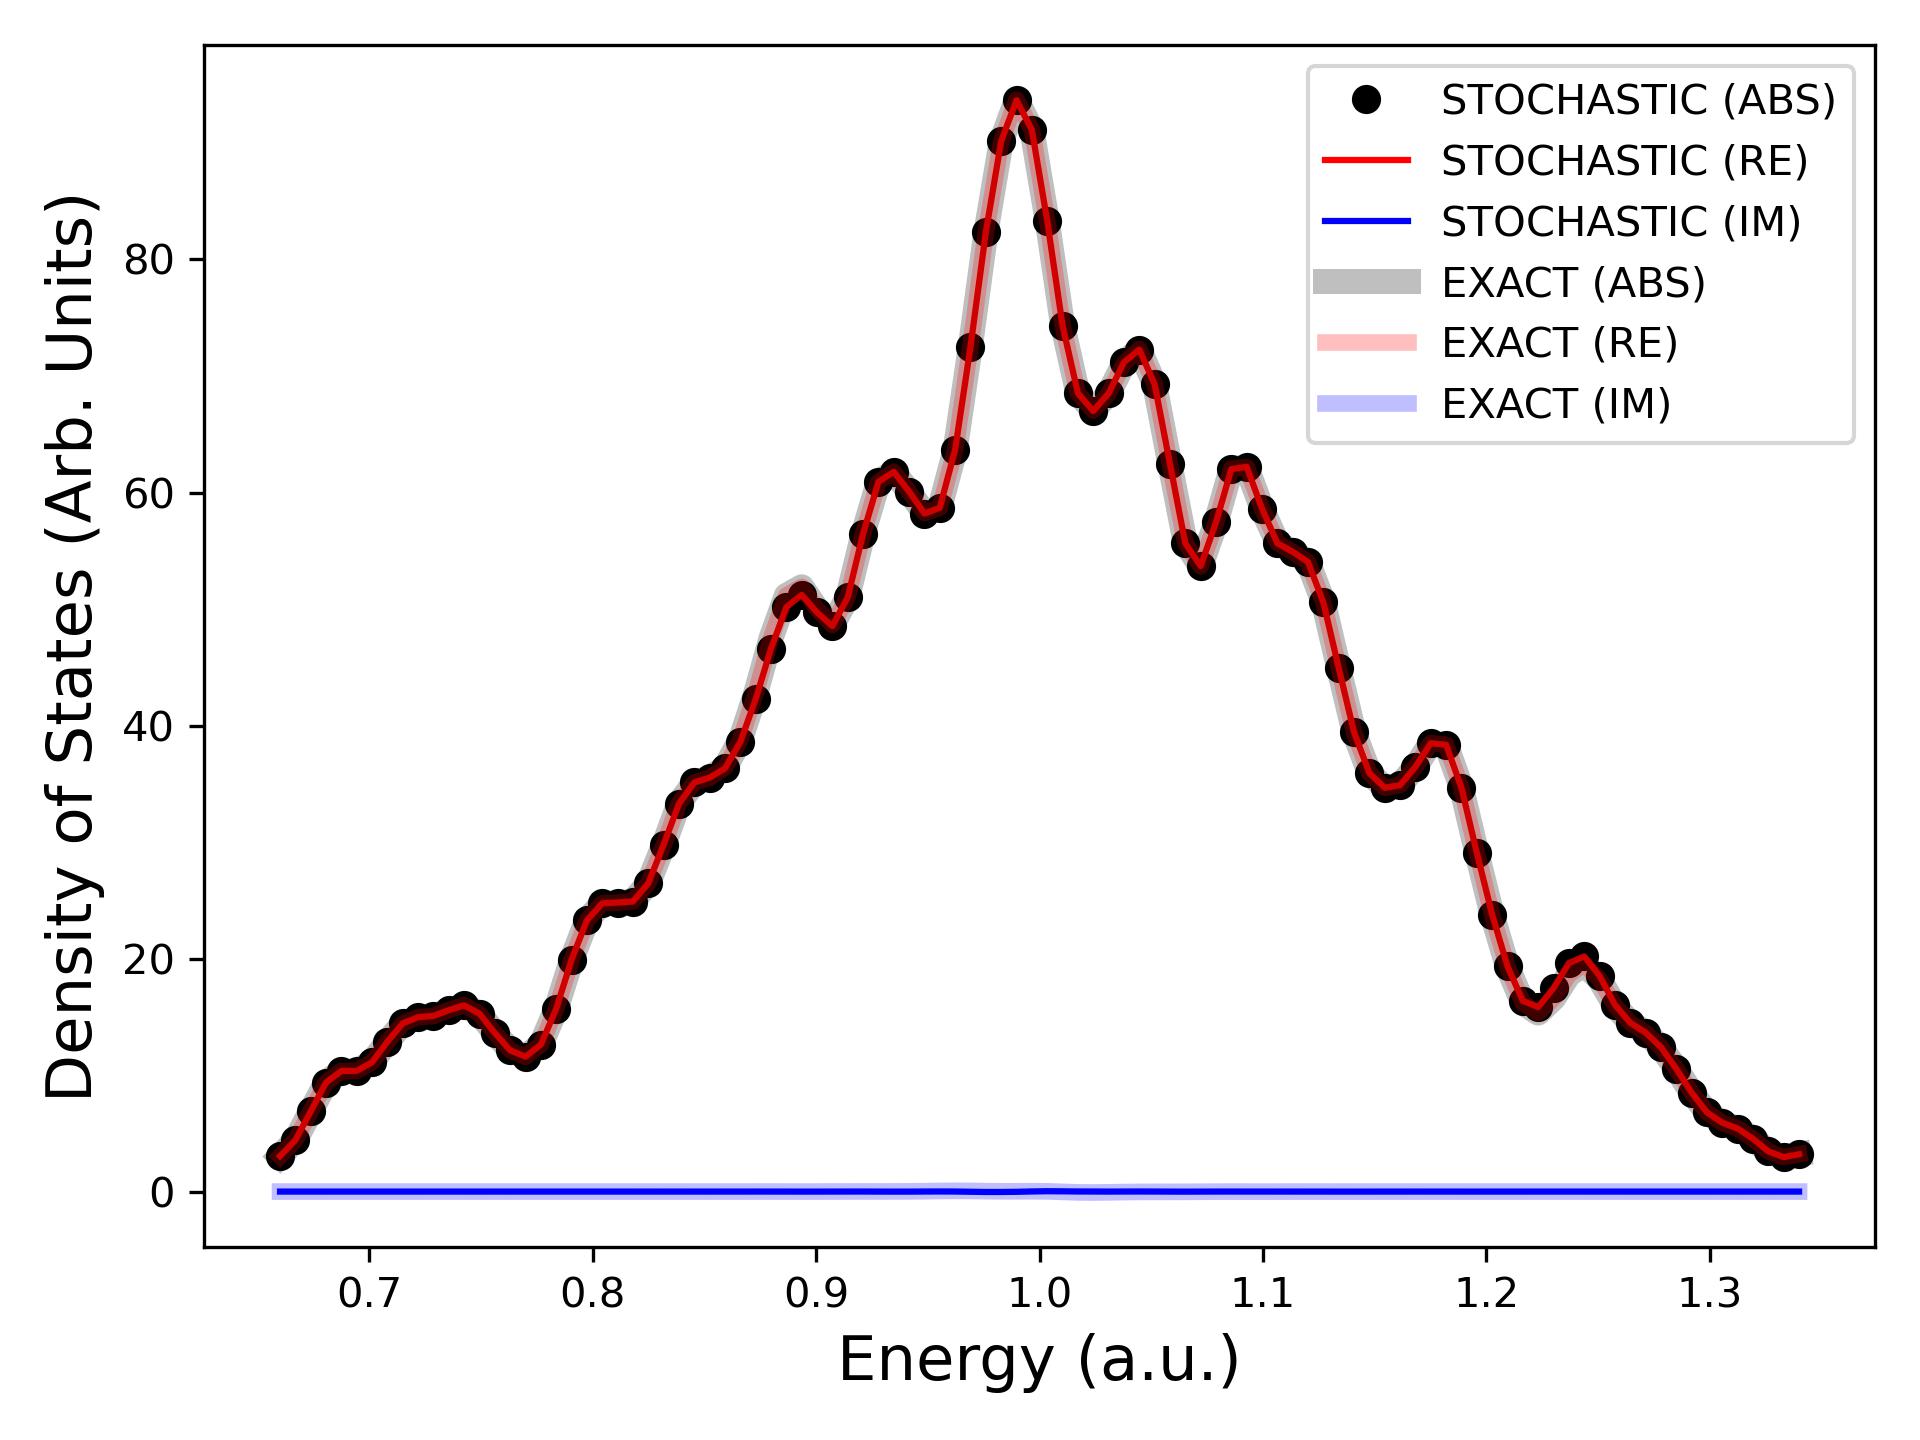 STOCHASTIC (ABS)
STOCHASTIC (RE)
STOCHASTIC (IM)
EXACT (ABS)
EXACT (RE)
EXACT (IM)
Density of States (Arb. Units)
80
60
40
20
0
0.7 0.8 0.9 1.0 1.1 1.2 1.3
Energy (a.u.)